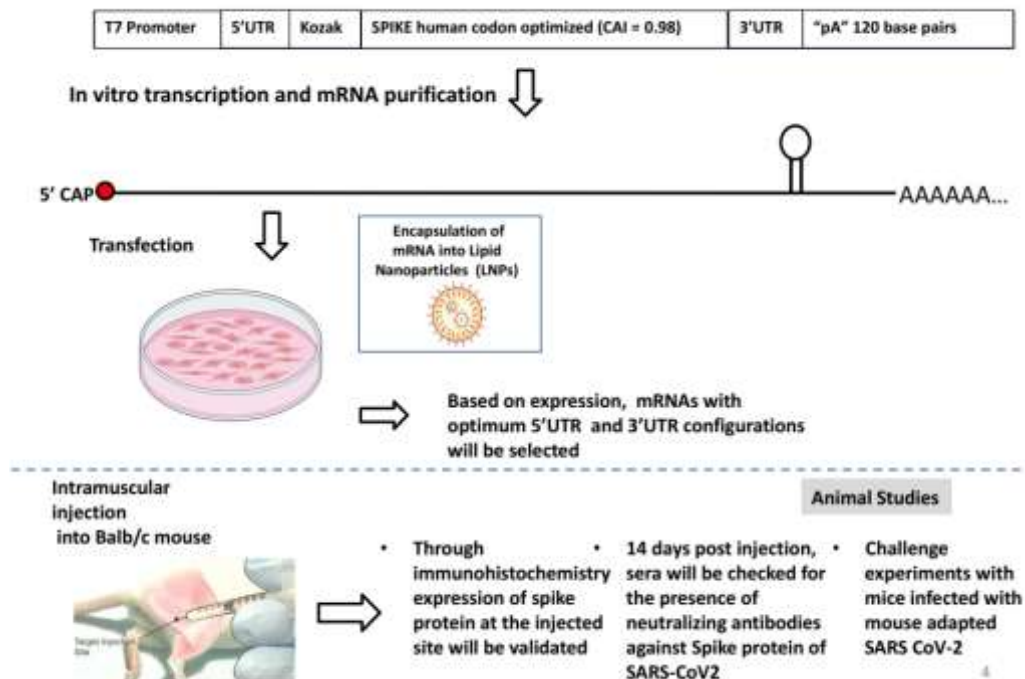 T7 Promoter 5'UTR Kozak SPIKE human codon optimized (CAI = 0.98) 3'UTR "pA" 120 base pairs
In vitro transcription and mRNA purification
5' CAP
AAAAAA...
Transfection
Encapsulation of
mRNA into Lipid
Nanoparticles (LNPs)
Based on expression, mRNAs with
optimum 5'UTR and 3'UTR configurations
will be selected
Intramuscular
injection
into Balb/c mouse
Animal Studies
Target Injection
Site
• Through
immunohistochemistry
expression of spike
protein at the injected
site will be validated
• 14 days post injection,
sera will be checked for
the presence of
neutralizing antibodies
against Spike protein of
SARS-CoV2
• Challenge
experiments with
mice infected with
mouse adapted
SARS CoV-2
4